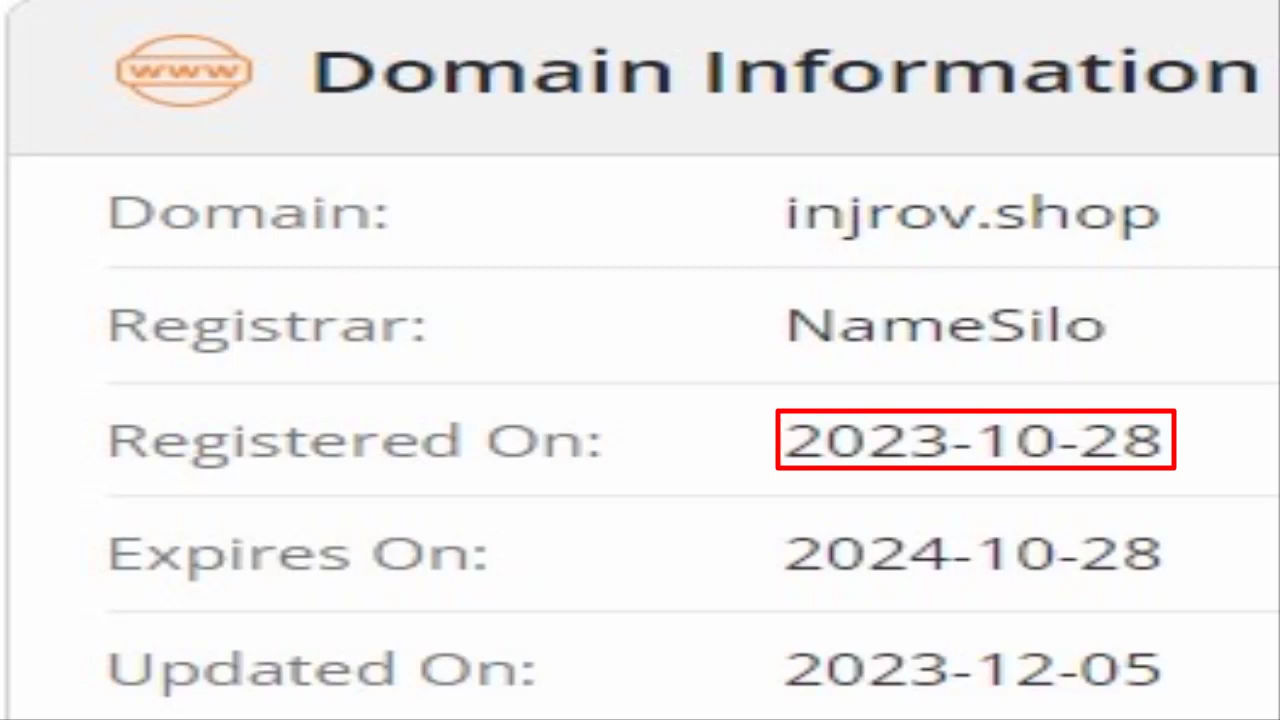 www
Domain Information
Domain: injrov.shop
Registrar: NameSilo
Registered On: 2023-10-28
Expires On: 2024-10-28
Updated On: 2023-12-05